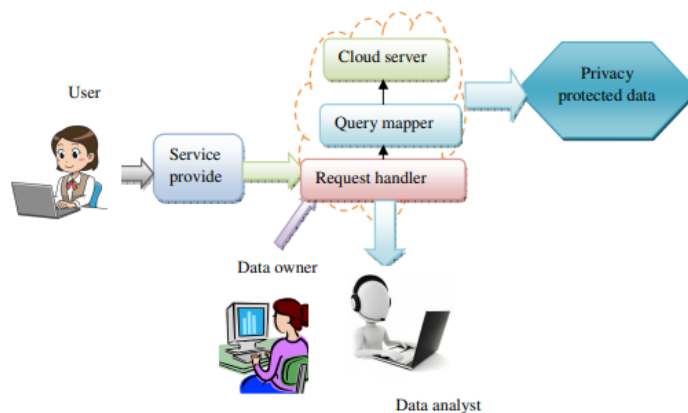 Cloud server
Privacy
protected data
User
Query mapper
Service
provide
Request handler
Data owner
Data analyst